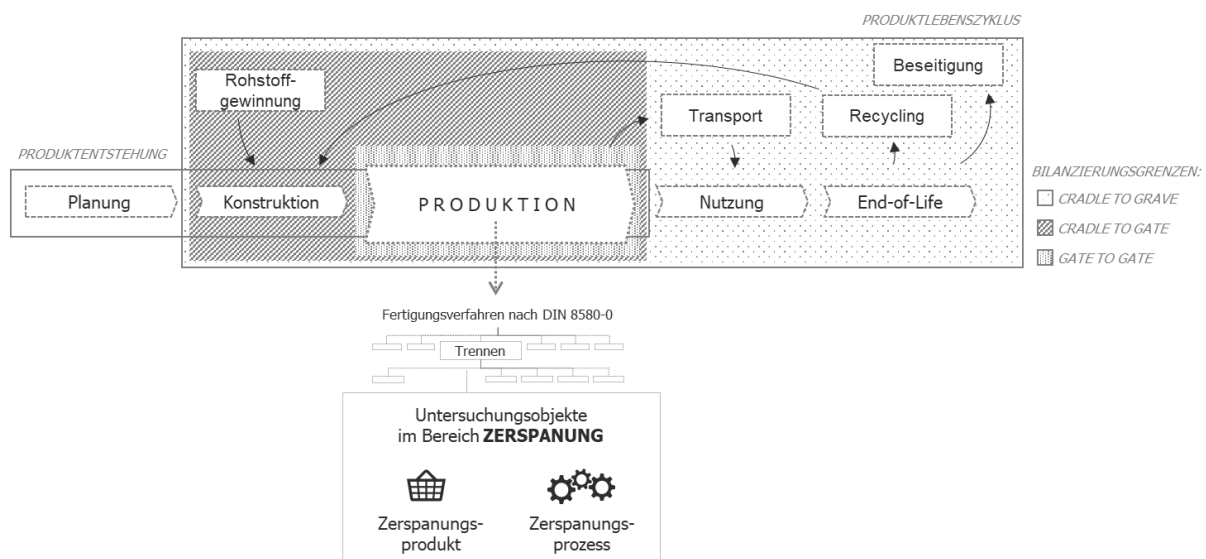 PRODUKTLEBENSZYKLUS
Beseitigung
Rohstoff-
gewinnung
Transport
Recycling
PRODUKTENTSTEHUNG
Planung
Konstruktion
PRODUKTION
Nutzung
End-of-Life
BILANZIERUNGSGRENZEN:
CRADLE TO GRAVE
CRADLE TO GATE
GATE TO GATE
Fertigungsverfahren nach DIN 8580-0
Trennen
Untersuchungsobjekte
im Bereich ZERSPANUNG
Zerspanungs-
produkt
Zerspanungs-
prozess